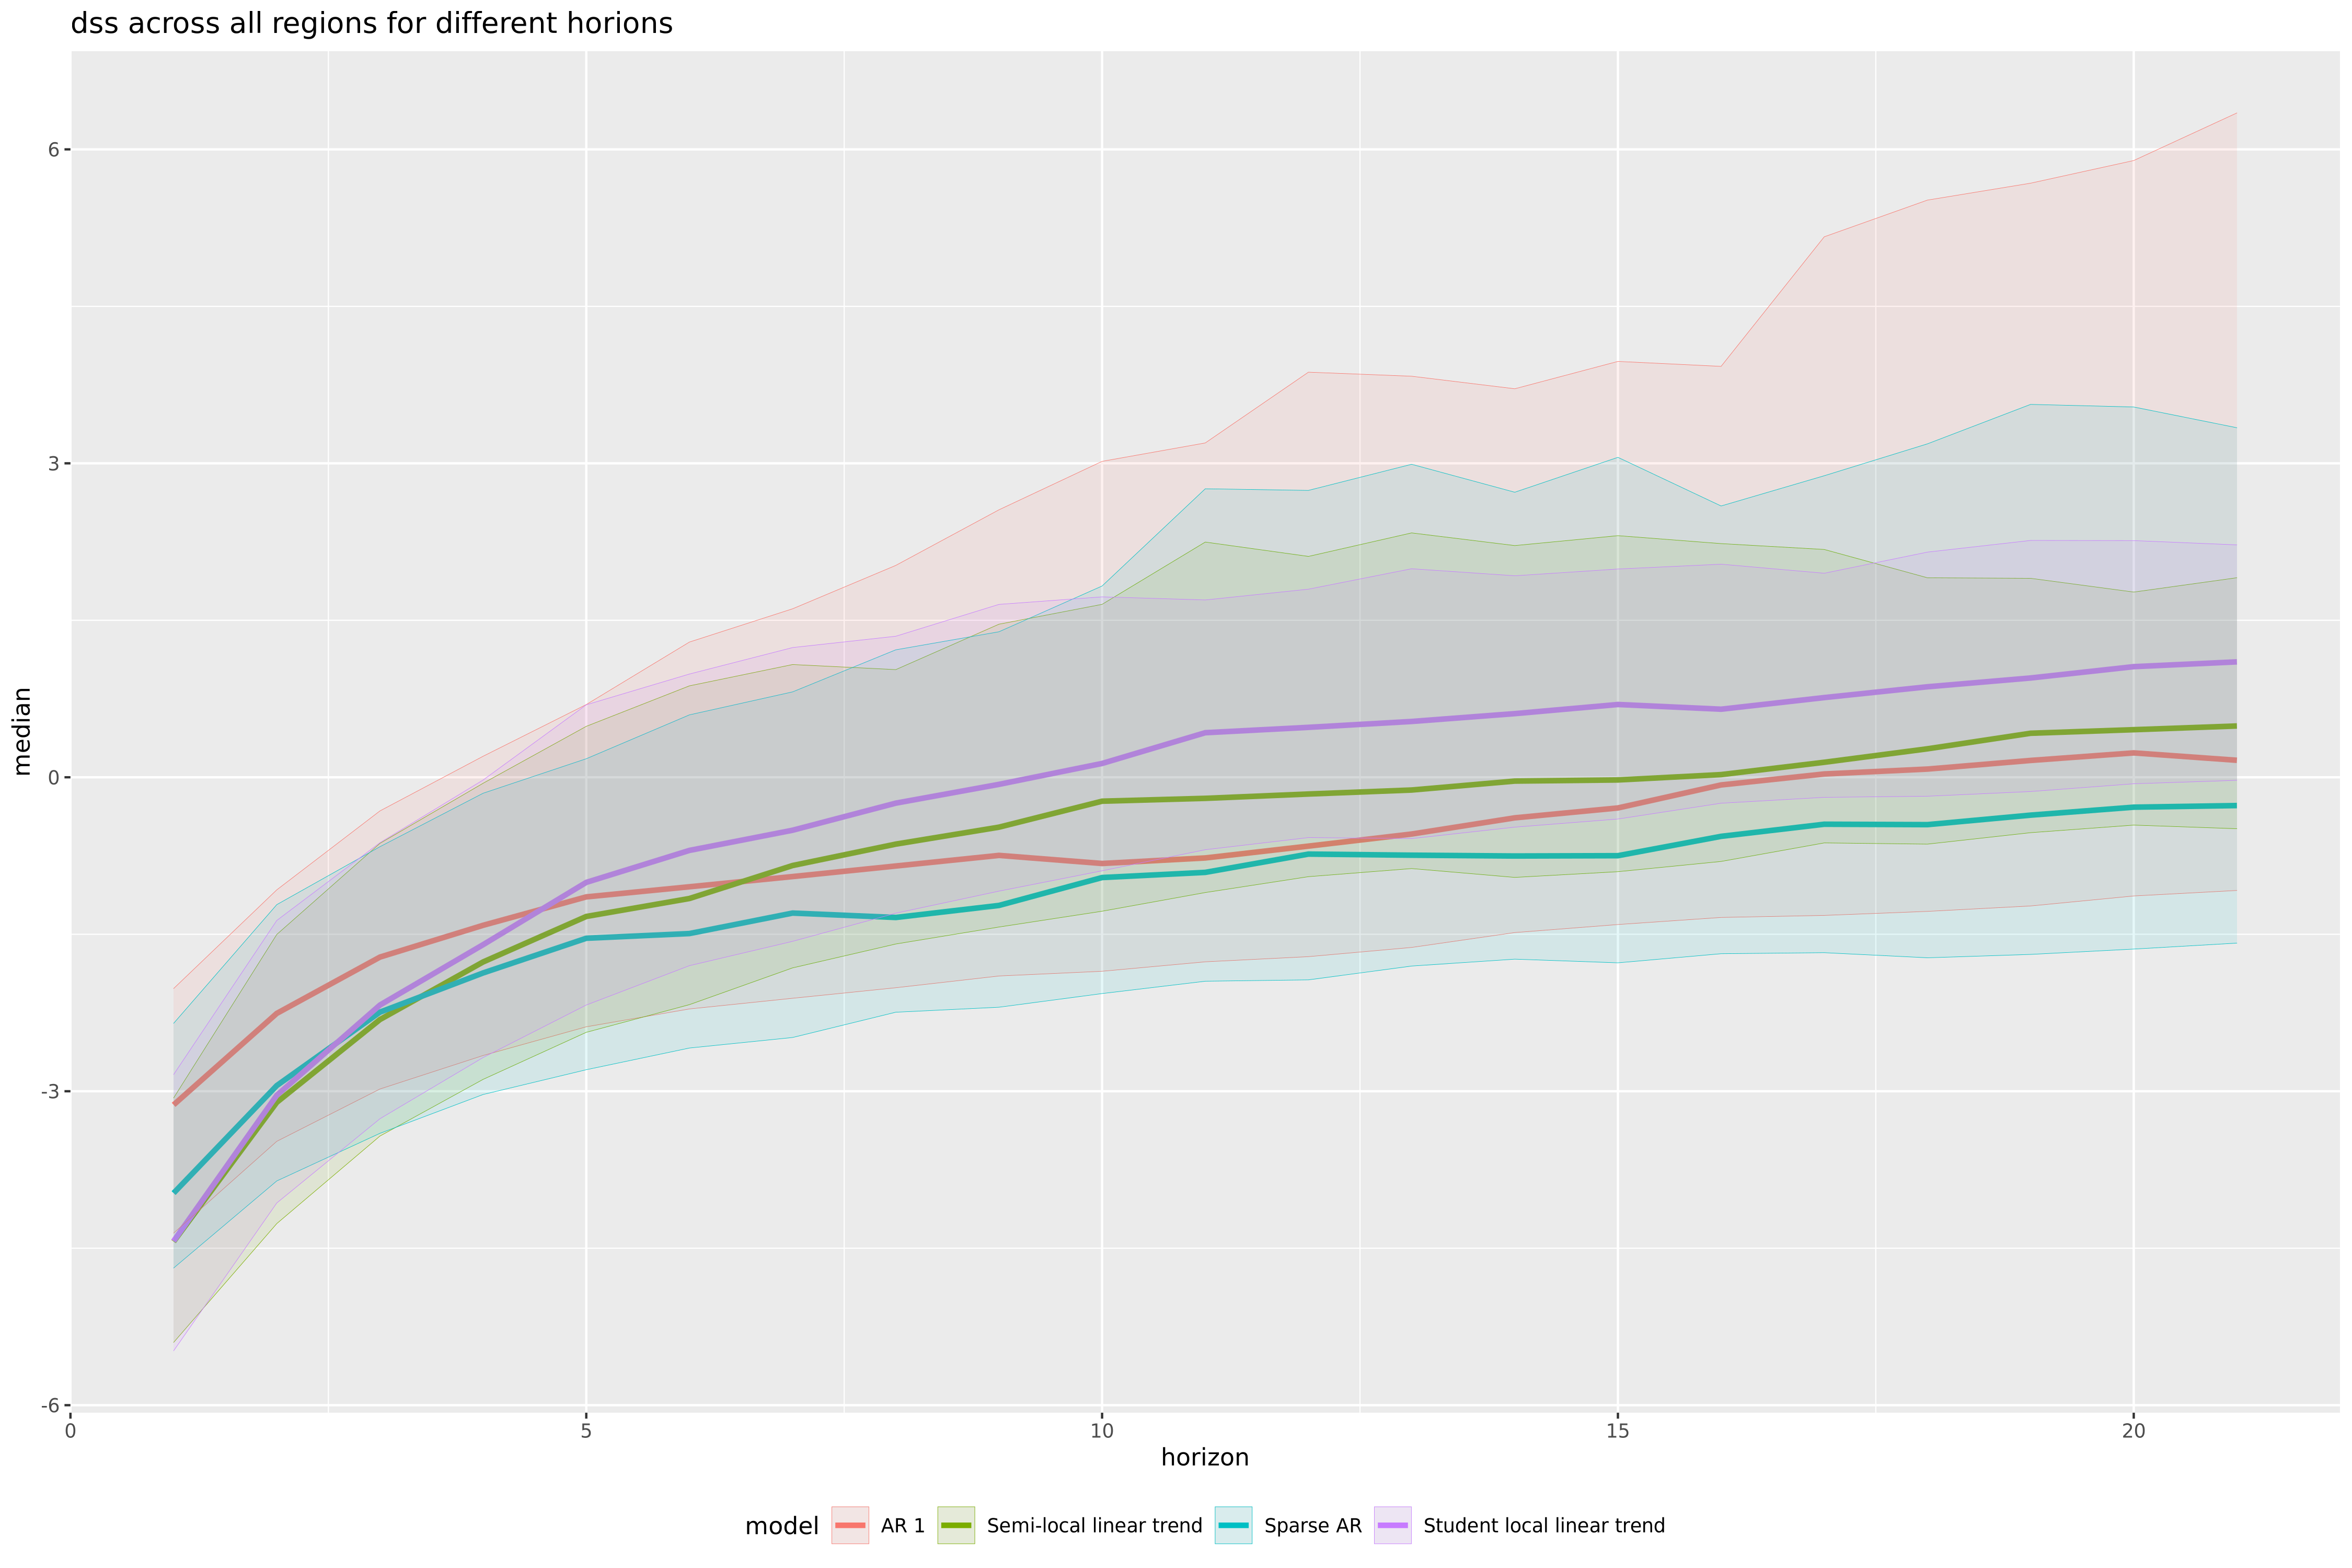 dss across all regions for different horions
6
3
0
-3
-6
median
0 5 10 15 20
horizon
model AR 1 Semi-local linear trend Sparse AR Student local linear trend